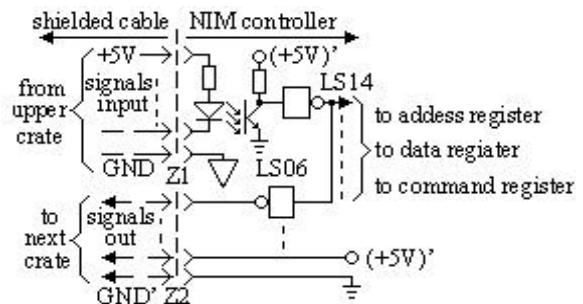 shielded cable NIM controller
+5V (+5V)'
LS14
from upper crate
signals input
to addess register
to data regiater
to command register
GND Z1 LS06
to next crate
signals out
(+5V)'
GND' Z2